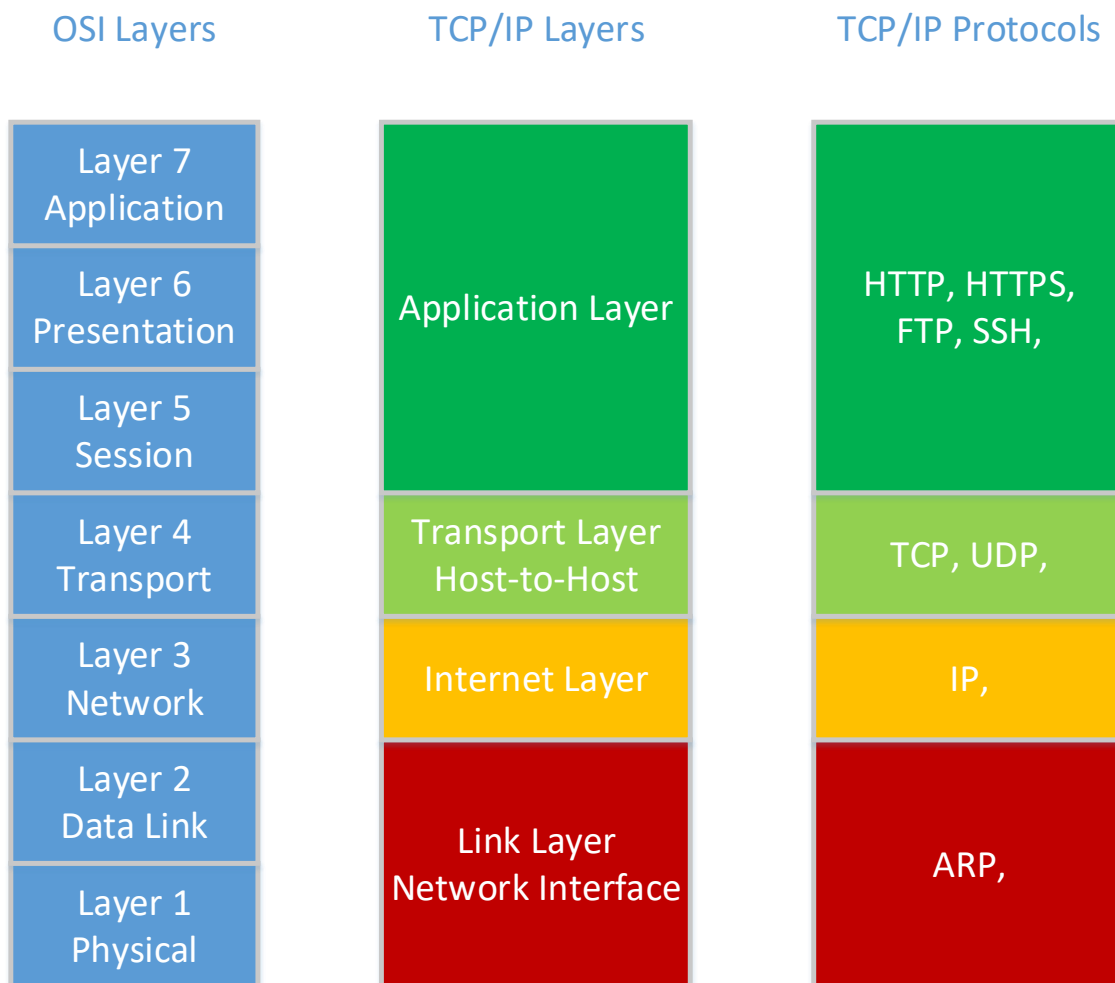 OSI Layers
TCP/IP Layers
TCP/IP Protocols
Layer 7
Application
Layer 6
Presentation
Layer 5
Session
Layer 4
Transport
Layer 3
Network
Layer 2
Data Link
Layer 1
Physical
Application Layer
Transport Layer
Host-to-Host
Internet Layer
Link Layer
Network Interface
HTTP, HTTPS,
FTP, SSH,
TCP, UDP,
IP,
ARP,